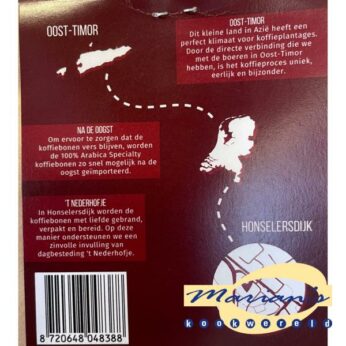 OOST-TIMOR
OOST-TIMOR
Dit kleine land in Azië heeft een
perfect klimaat voor koffieplantages.
Door de directe verbinding die we
met de boeren in Oost-Timor
hebben, is het koffieproces uniek,
eerlijk en bijzonder.
NA DE OOGST
Om ervoor te zorgen dat de
koffiebonen vers blijven, worden
de 100% Arabica Specialty
koffiebonen zo snel mogelijk na de
oogst geïmporteerd.
'T NEDERHOFJE
In Honselersdijk worden de
koffiebonen met liefde gebrand,
verpakt en bereid. Op deze
manier ondersteunen we een
zinvolle invulling van
dagbesteding 't Nederhofje.
HONSELERSDIJK
Marian's
kookwereld
8 720648 048388